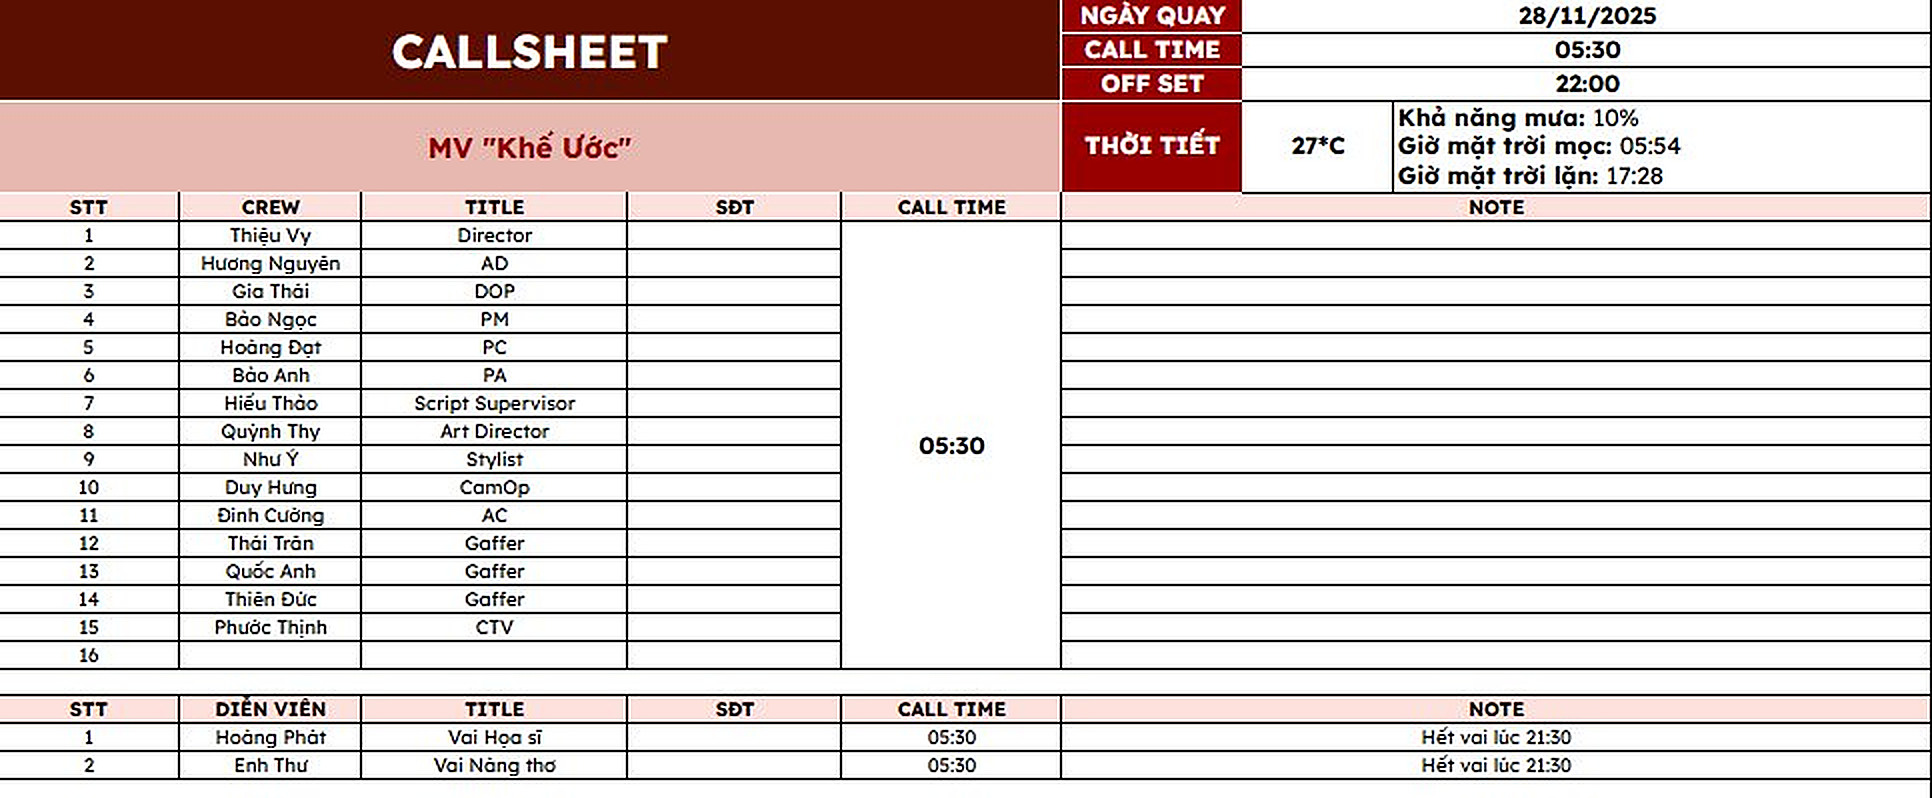 CALLSHEET
NGÀY QUAY 28/11/2025
CALL TIME 05:30
OFF SET 22:00
MV "Khế Ước"
THỜI TIẾT 27*C
Khả năng mưa: 10%
Giờ mặt trời mọc: 05:54
Giờ mặt trời lặn: 17:28
STT CREW TITLE SĐT CALL TIME NOTE
1 Thiệu Vy Director
2 Hương Nguyên AD
3 Gia Thái DOP
4 Bảo Ngọc PM
5 Hoàng Đạt PC
6 Bảo Anh PA
7 Hiếu Thảo Script Supervisor
8 Quỳnh Thy Art Director
05:30
9 Như Ý Stylist
10 Duy Hưng CamOp
11 Đình Cường AC
12 Thái Trân Gaffer
13 Quốc Anh Gaffer
14 Thiên Đức Gaffer
15 Phước Thịnh CTV
16
STT DIỄN VIÊN TITLE SĐT CALL TIME NOTE
1 Hoàng Phát Vai Họa sĩ 05:30 Hết vai lúc 21:30
2 Enh Thư Vai Nàng thơ 05:30 Hết vai lúc 21:30